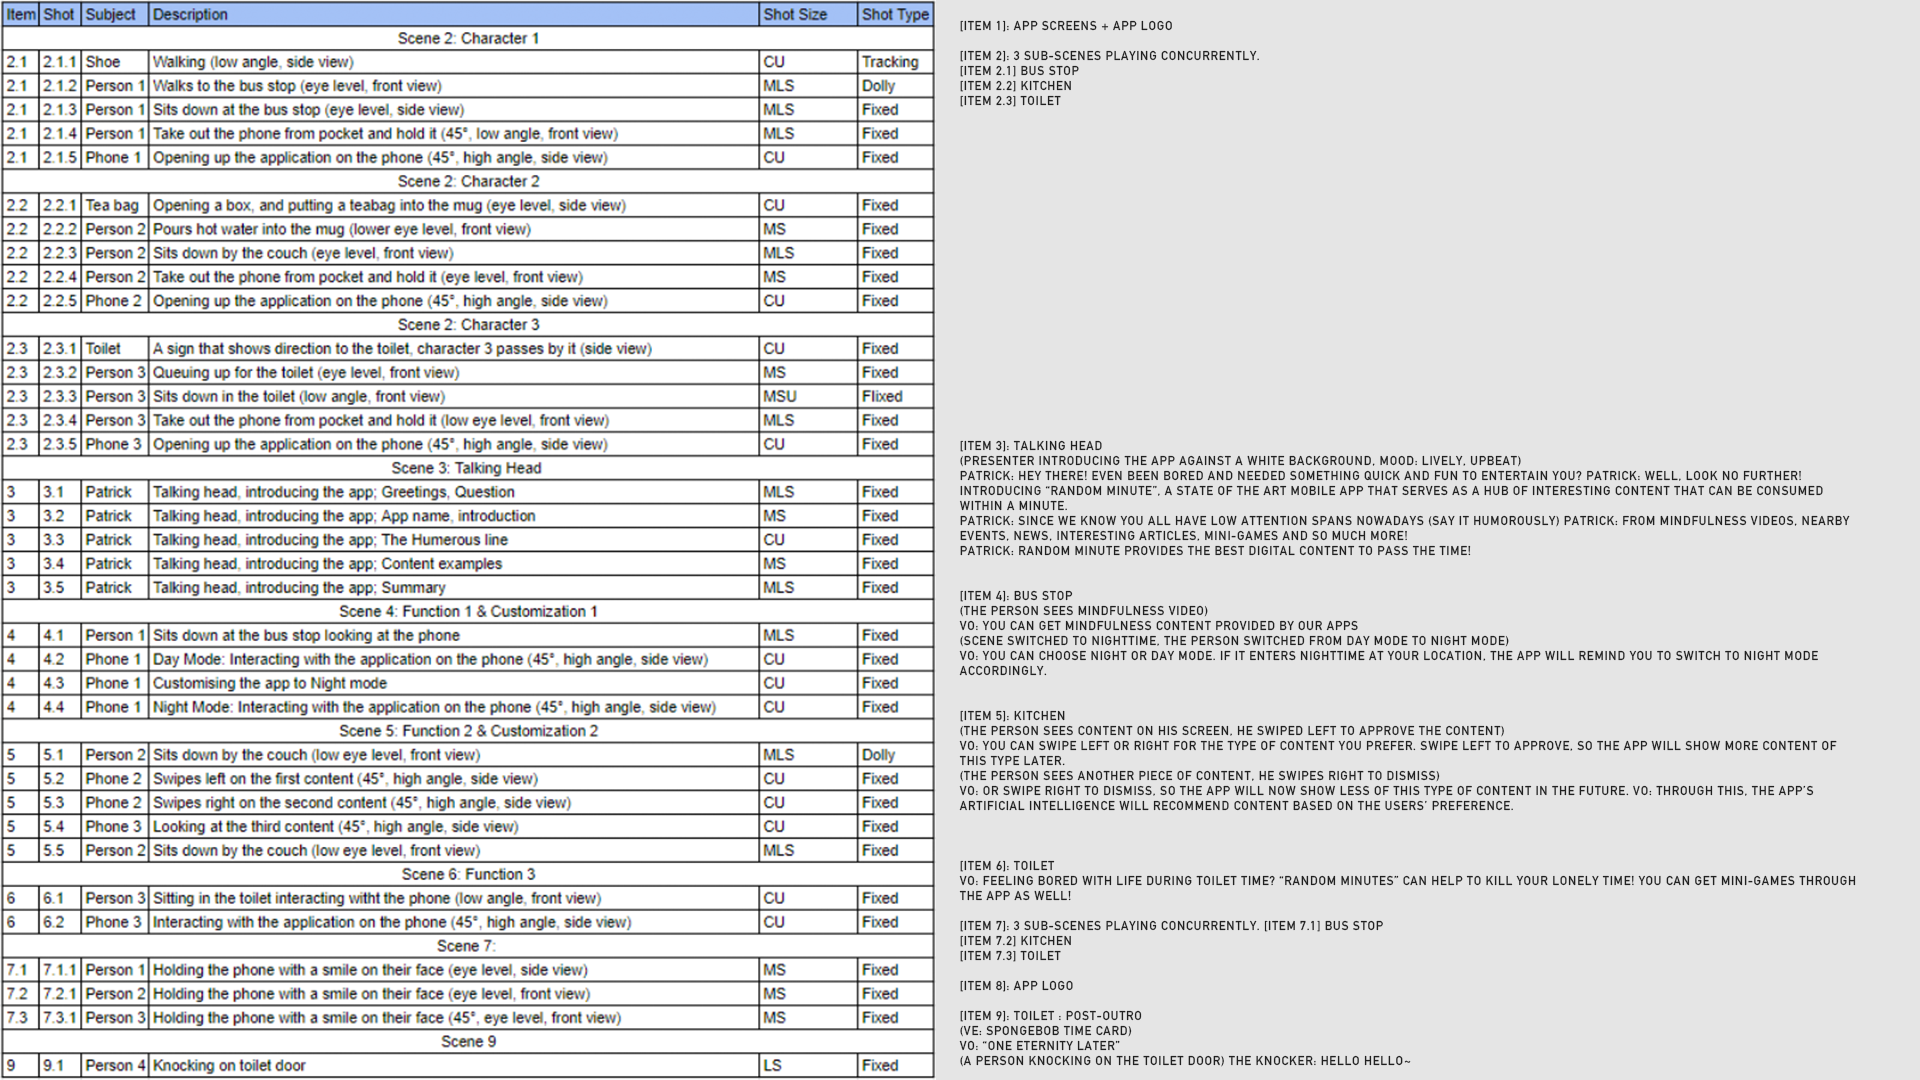 Item Shot Subject Description Shot Size Shot Type
Scene 2: Character 1
2.1 2.1.1 Shoe Walking (low angle, side view) CU Tracking
2.1 2.1.2 Person 1 Walks to the bus stop (eye level, front view) MLS Dolly
2.1 2.1.3 Person 1 Sits down at the bus stop (eye level, side view) MLS Fixed
2.1 2.1.4 Person 1 Take out the phone from pocket and hold it (45°, low angle, front view) MLS Fixed
2.1 2.1.5 Phone 1 Opening up the application on the phone (45°, high angle, side view) CU Fixed
Scene 2: Character 2
2.2 2.2.1 Tea bag Opening a box, and putting a teabag into the mug (eye level, side view) CU Fixed
2.2 2.2.2 Person 2 Pours hot water into the mug (lower eye level, front view) MS Fixed
2.2 2.2.3 Person 2 Sits down by the couch (eye level, front view) MLS Fixed
2.2 2.2.4 Person 2 Take out the phone from pocket and hold it (eye level, front view) MS Fixed
2.2 2.2.5 Phone 2 Opening up the application on the phone (45°, high angle, side view) CU Fixed
Scene 2: Character 3
2.3 2.3.1 Toilet A sign that shows direction to the toilet, character 3 passes by it (side view) CU Fixed
2.3 2.3.2 Person 3 Queuing up for the toilet (eye level, front view) MS Fixed
2.3 2.3.3 Person 3 Sits down in the toilet (low angle, front view) MSU Flixed
2.3 2.3.4 Person 3 Take out the phone from pocket and hold it (low eye level, front view) MLS Fixed
2.3 2.3.5 Phone 3 Opening up the application on the phone (45°, high angle, side view) CU Fixed
Scene 3: Talking Head
3 3.1 Patrick Talking head, introducing the app; Greetings, Question MLS Fixed
3 3.2 Patrick Talking head, introducing the app; App name, introduction MS Fixed
3 3.3 Patrick Talking head, introducing the app; The Humerous line CU Fixed
3 3.4 Patrick Talking head, introducing the app; Content examples MS Fixed
3 3.5 Patrick Talking head, introducing the app; Summary MLS Fixed
Scene 4: Function 1 & Customization 1
4 4.1 Person 1 Sits down at the bus stop looking at the phone MLS Fixed
4 4.2 Phone 1 Day Mode: Interacting with the application on the phone (45°, high angle, side view) CU Fixed
4 4.3 Phone 1 Customising the app to Night mode CU Fixed
4 4.4 Phone 1 Night Mode: Interacting with the application on the phone (45°, high angle, side view) CU Fixed
Scene 5: Function 2 & Customization 2
5 5.1 Person 2 Sits down by the couch (low eye level, front view) MLS Dolly
5 5.2 Phone 2 Swipes left on the first content (45°, high angle, side view) CU Fixed
5 5.3 Phone 2 Swipes right on the second content (45°, high angle, side view) CU Fixed
5 5.4 Phone 3 Looking at the third content (45°, high angle, side view) CU Fixed
5 5.5 Person 2 Sits down by the couch (low eye level, front view) MLS Fixed
Scene 6: Function 3
6 6.1 Person 3 Sitting in the toilet interacting witht the phone (low angle, front view) CU Fixed
6 6.2 Phone 3 Interacting with the application on the phone (45°, high angle, side view) CU Fixed
Scene 7:
7.1 7.1.1 Person 1 Holding the phone with a smile on their face (eye level, side view) MS Fixed
7.2 7.2.1 Person 2 Holding the phone with a smile on their face (eye level, front view) MS Fixed
7.3 7.3.1 Person 3 Holding the phone with a smile on their face (45°, eye level, front view) MS Fixed
Scene 9
9 9.1 Person 4 Knocking on toilet door LS Fixed
[ITEM 1]: APP SCREENS + APP LOGO
[ITEM 2]: 3 SUB-SCENES PLAYING CONCURRENTLY.
[ITEM 2.1] BUS STOP
[ITEM 2.2] KITCHEN
[ITEM 2.3] TOILET
[ITEM 3]: TALKING HEAD
(PRESENTER INTRODUCING THE APP AGAINST A WHITE BACKGROUND, MOOD: LIVELY, UPBEAT)
PATRICK: HEY THERE! EVEN BEEN BORED AND NEEDED SOMETHING QUICK AND FUN TO ENTERTAIN YOU? PATRICK: WELL, LOOK NO FURTHER!
INTRODUCING “RANDOM MINUTE”, A STATE OF THE ART MOBILE APP THAT SERVES AS A HUB OF INTERESTING CONTENT THAT CAN BE CONSUMED
WITHIN A MINUTE.
PATRICK: SINCE WE KNOW YOU ALL HAVE LOW ATTENTION SPANS NOWADAYS (SAY IT HUMOROUSLY) PATRICK: FROM MINDFULNESS VIDEOS, NEARBY
EVENTS, NEWS, INTERESTING ARTICLES, MINI-GAMES AND SO MUCH MORE!
PATRICK: RANDOM MINUTE PROVIDES THE BEST DIGITAL CONTENT TO PASS THE TIME!
[ITEM 4]: BUS STOP
(THE PERSON SEES MINDFULNESS VIDEO)
VO: YOU CAN GET MINDFULNESS CONTENT PROVIDED BY OUR APPS
(SCENE SWITCHED TO NIGHTTIME, THE PERSON SWITCHED FROM DAY MODE TO NIGHT MODE)
VO: YOU CAN CHOOSE NIGHT OR DAY MODE. IF IT ENTERS NIGHTTIME AT YOUR LOCATION, THE APP WILL REMIND YOU TO SWITCH TO NIGHT MODE
ACCORDINGLY.
[ITEM 5]: KITCHEN
(THE PERSON SEES CONTENT ON HIS SCREEN, HE SWIPED LEFT TO APPROVE THE CONTENT)
VO: YOU CAN SWIPE LEFT OR RIGHT FOR THE TYPE OF CONTENT YOU PREFER. SWIPE LEFT TO APPROVE, SO THE APP WILL SHOW MORE CONTENT OF
THIS TYPE LATER.
(THE PERSON SEES ANOTHER PIECE OF CONTENT, HE SWIPES RIGHT TO DISMISS)
VO: OR SWIPE RIGHT TO DISMISS, SO THE APP WILL NOW SHOW LESS OF THIS TYPE OF CONTENT IN THE FUTURE. VO: THROUGH THIS, THE APP’S
ARTIFICIAL INTELLIGENCE WILL RECOMMEND CONTENT BASED ON THE USERS’ PREFERENCE.
[ITEM 6]: TOILET
VO: FEELING BORED WITH LIFE DURING TOILET TIME? “RANDOM MINUTES” CAN HELP TO KILL YOUR LONELY TIME! YOU CAN GET MINI-GAMES THROUGH
THE APP AS WELL!
[ITEM 7]: 3 SUB-SCENES PLAYING CONCURRENTLY. [ITEM 7.1] BUS STOP
[ITEM 7.2] KITCHEN
[ITEM 7.3] TOILET
[ITEM 8]: APP LOGO
[ITEM 9]: TOILET : POST-OUTRO
(VE: SPONGEBOB TIME CARD)
VO: “ONE ETERNITY LATER”
(A PERSON KNOCKING ON THE TOILET DOOR) THE KNOCKER: HELLO HELLO~